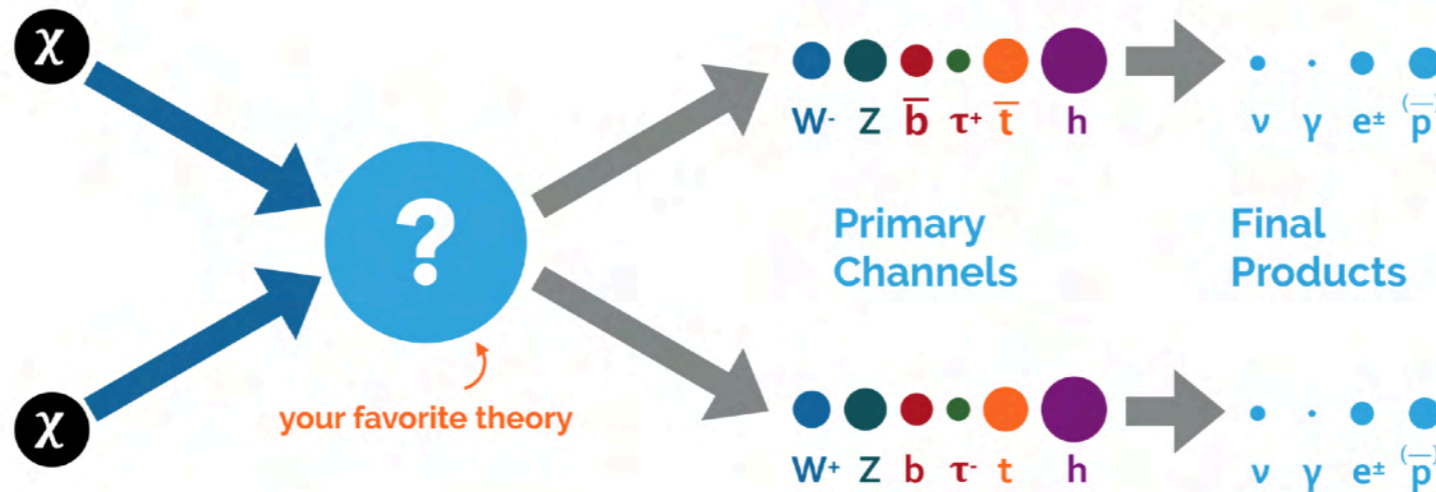 χ
W- Z b̅ τ+ t̅ h
ν γ e± (—)p
?
Primary
Channels
Final
Products
your favorite theory
χ
W+ Z b τ- t h
ν γ e± (—)p